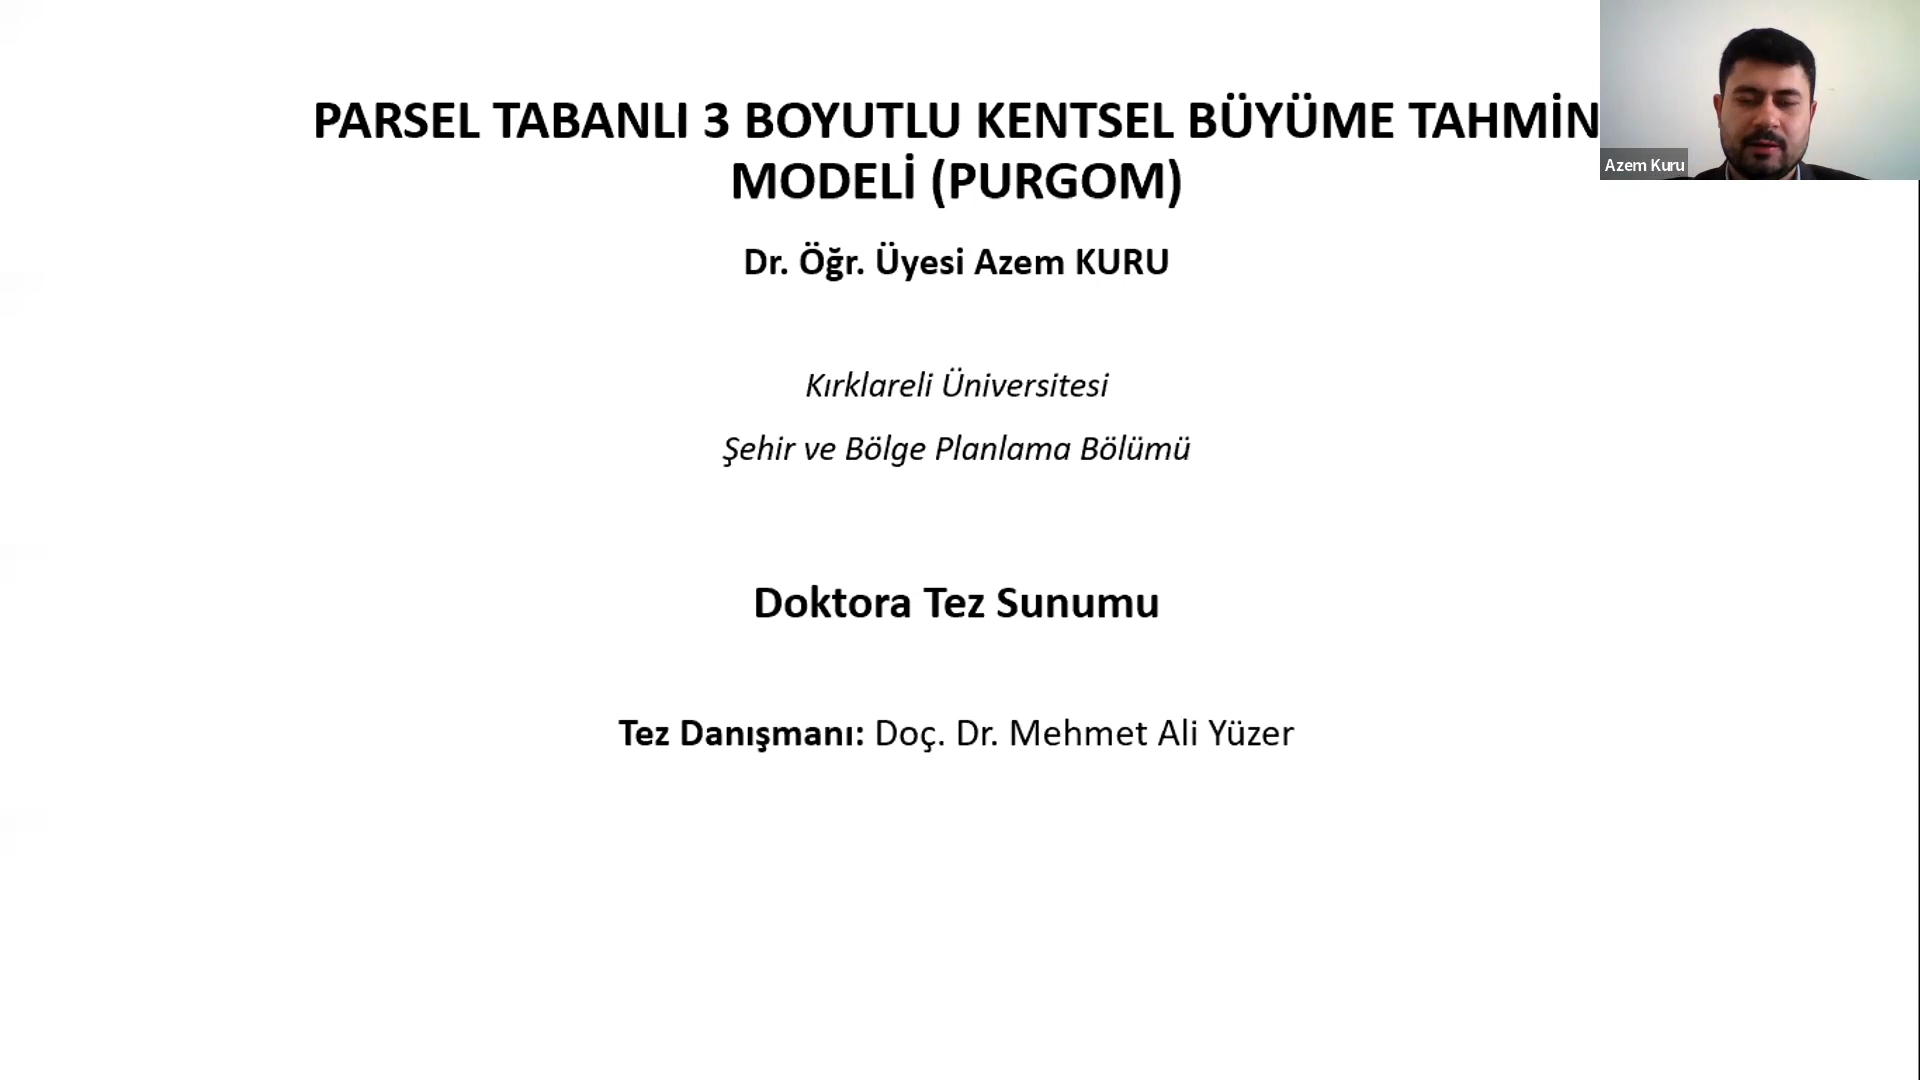 PARSEL TABANLI 3 BOYUTLU KENTSEL BÜYÜME TAHMİN
MODELİ (PURGOM)
Azem Kuru
Dr. Öğr. Üyesi Azem KURU
Kırklareli Üniversitesi
Şehir ve Bölge Planlama Bölümü
Doktora Tez Sunumu
Tez Danışmanı: Doç. Dr. Mehmet Ali Yüzer